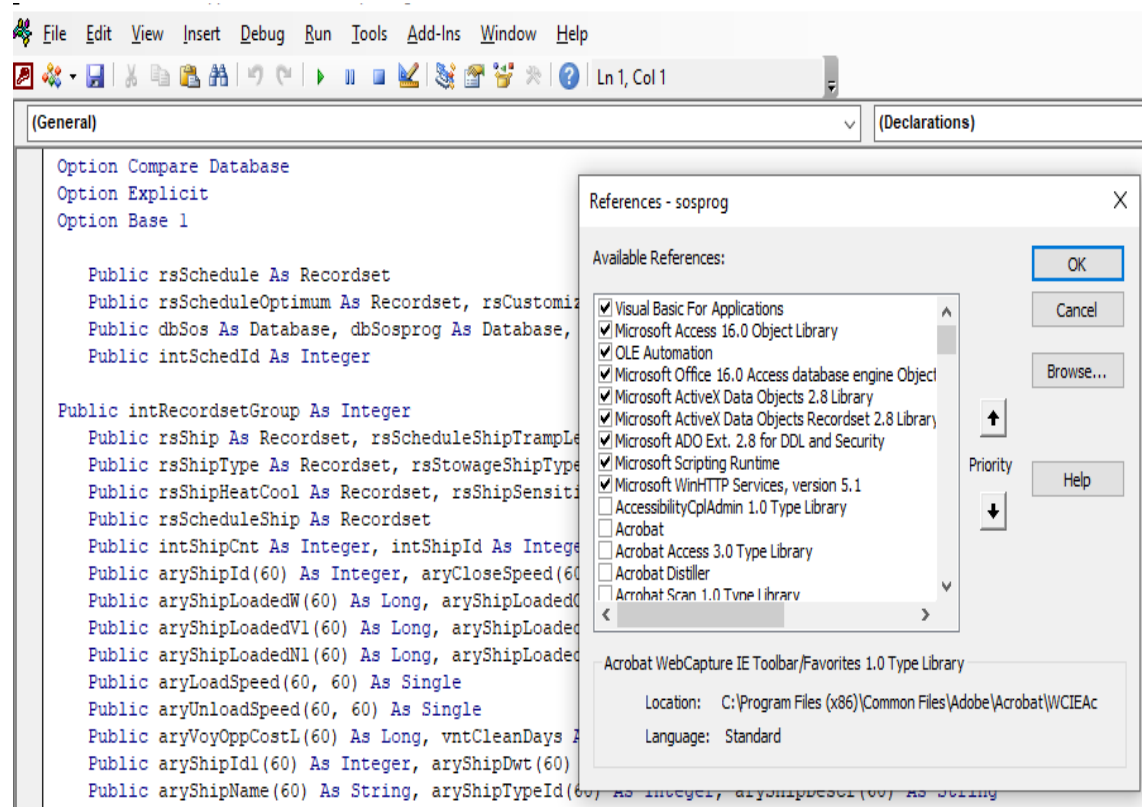 File Edit View Insert Debug Run Tools Add-Ins Window Help
Ln 1, Col 1
(General) (Declarations)
Option Compare Database
Option Explicit
Option Base 1
Public rsSchedule As Recordset
Public rsScheduleOptimum As Recordset, rsCustomiz
Public dbSos As Database, dbSosprog As Database,
Public intSchedId As Integer
Public intRecordsetGroup As Integer
Public rsShip As Recordset, rsScheduleShipTrampLe
Public rsShipType As Recordset, rsStowageShipType
Public rsShipHeatCool As Recordset, rsShipSensiti
Public rsScheduleShip As Recordset
Public intShipCnt As Integer, intShipId As Intege
Public aryShipId(60) As Integer, aryCloseSpeed(60
Public aryShipLoadedW(60) As Long, aryShipLoaded
Public aryShipLoadedV1(60) As Long, aryShipLoaded
Public aryShipLoadedN1(60) As Long, aryShipLoaded
Public aryLoadSpeed(60, 60) As Single
Public aryUnloadSpeed(60, 60) As Single
Public aryVoyOppCostL(60) As Long, vntCleanDays
Public aryShipId1(60) As Integer, aryShipDwt(60)
Public aryShipName(60) As String, aryShipTypeId(60) As Integer, aryShipDescr(60) As String
References - sosprog
Available References:
Visual Basic For Applications
Microsoft Access 16.0 Object Library
OLE Automation
Microsoft Office 16.0 Access database engine Object
Microsoft ActiveX Data Objects 2.8 Library
Microsoft ActiveX Data Objects Recordset 2.8 Library
Microsoft ADO Ext. 2.8 for DDL and Security
Microsoft Scripting Runtime
Microsoft WinHTTP Services, version 5.1
AccessibilityCplAdmin 1.0 Type Library
Acrobat
Acrobat Access 3.0 Type Library
Acrobat Distiller
Acrobat Scan 1.0 Type Library
OK
Cancel
Browse...
Priority
Help
Acrobat WebCapture IE Toolbar/Favorites 1.0 Type Library
Location: C:\Program Files (x86)\Common Files\Adobe\Acrobat\WCIEAc
Language: Standard